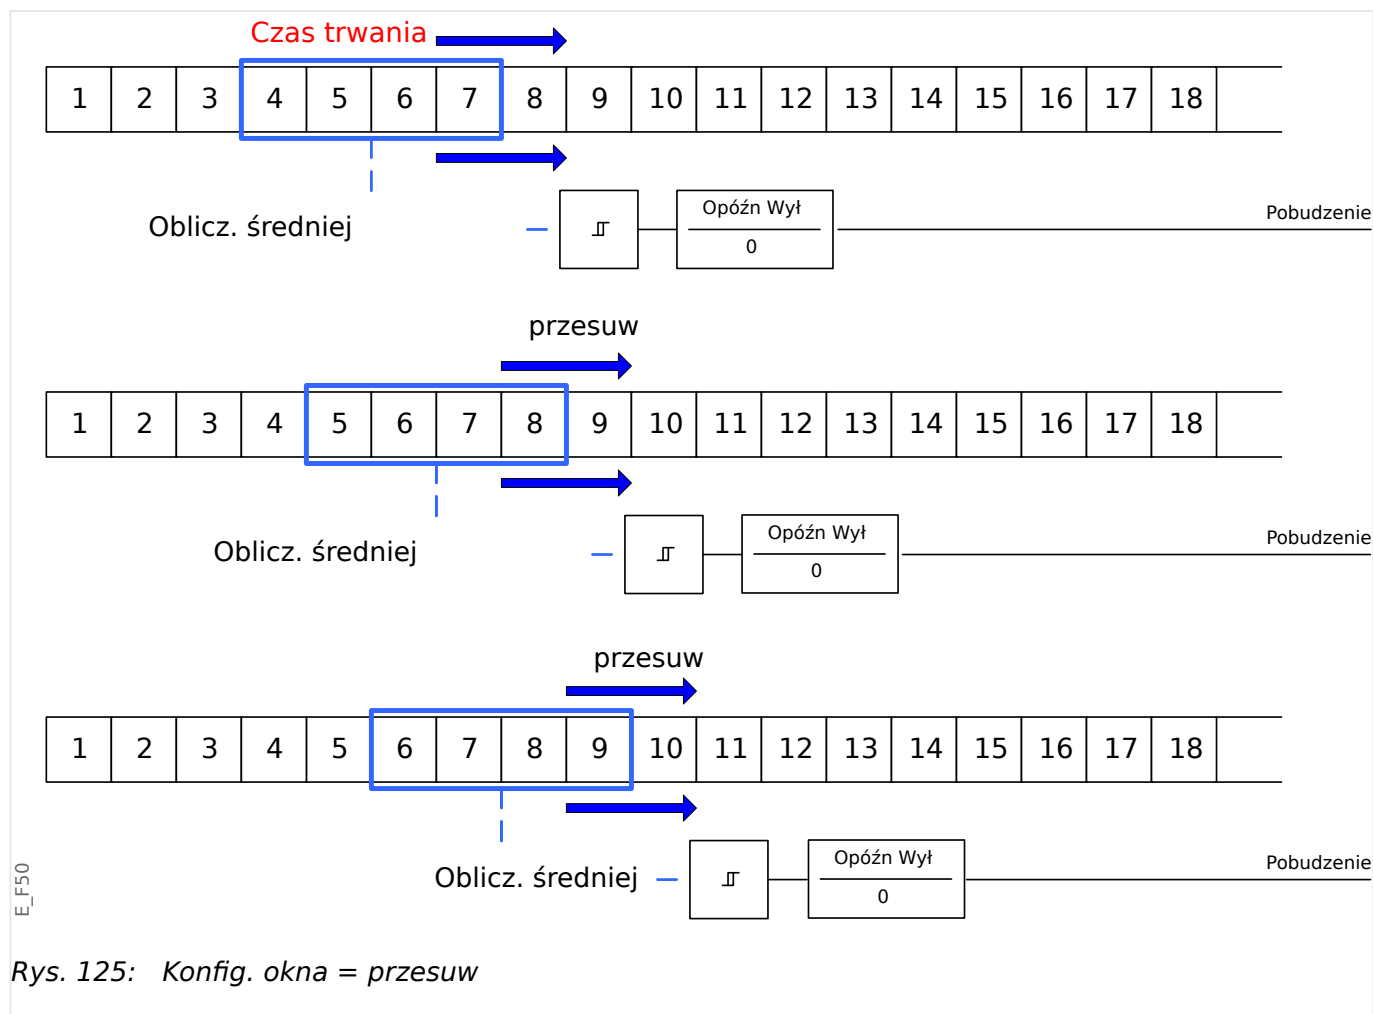 Czas trwania
1 2 3 4 5 6 7 8 9 10 11 12 13 14 15 16 17 18
Opóźn Wył
Pobudzenie
Oblicz. średniej
0
przesuw
1 2 3 4 5 6 7 8 9 10 11 12 13 14 15 16 17 18
Opóźn Wył
Pobudzenie
Oblicz. średniej
0
przesuw
1 2 3 4 5 6 7 8 9 10 11 12 13 14 15 16 17 18
Opóźn Wył
Pobudzenie
Oblicz. średniej
0
E_F50
Rys. 125: Konfig. okna = przesuw